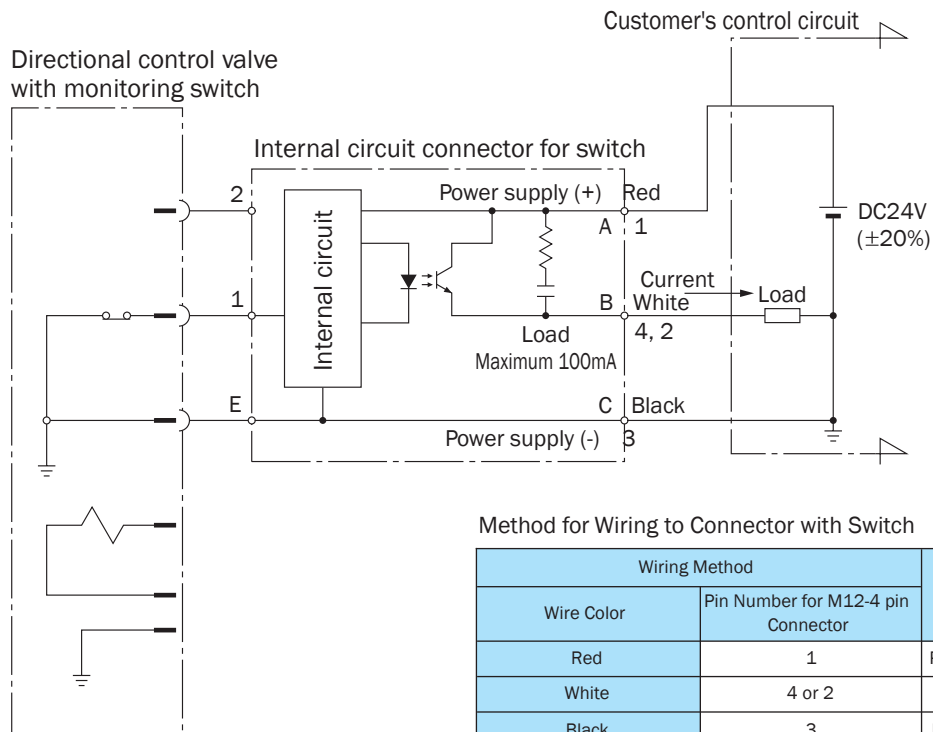 Customer's control circuit
Directional control valve
with monitoring switch
Internal circuit connector for switch
2
Power supply (+)
Red
A
1
DC24V
(±20%)
Internal circuit
1
Current
B
White
Load
4, 2
Load
Maximum 100mA
E
C
Black
Power supply (-)
3
Method for Wiring to Connector with Switch
Wiring Method
Wire Color
Pin Number for M12-4 pin
Connector
Red
1
White
4 or 2
Black
3